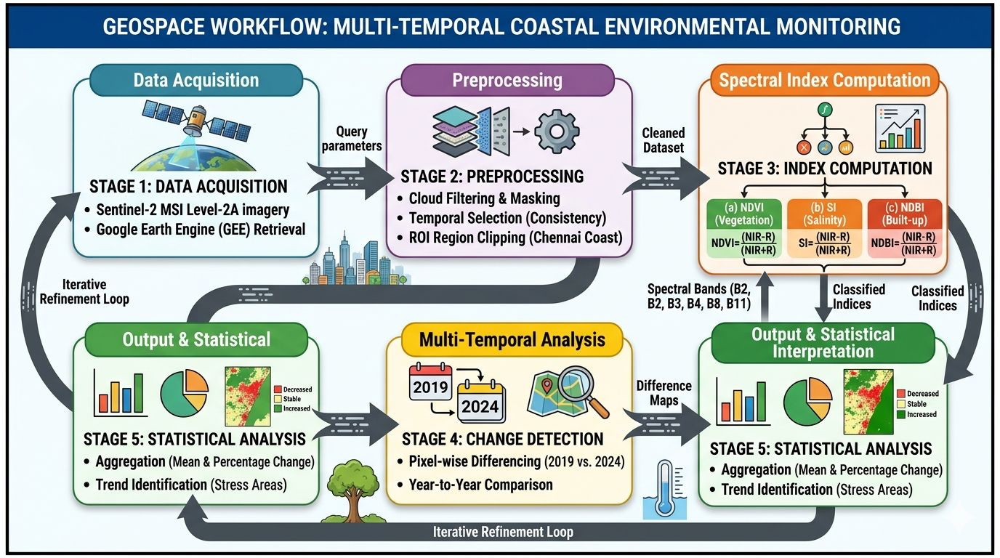 GEOSPACE WORKFLOW: MULTI-TEMPORAL COASTAL ENVIRONMENTAL MONITORING
Data Acquisition
STAGE 1: DATA ACQUISITION
• Sentinel-2 MSI Level-2A imagery
• Google Earth Engine (GEE) Retrieval
Query
parameters
Preprocessing
STAGE 2: PREPROCESSING
• Cloud Filtering & Masking
• Temporal Selection (Consistency)
• ROI Region Clipping (Chennai Coast)
Cleaned
Dataset
Spectral Index Computation
f
STAGE 3: INDEX COMPUTATION
(a) NDVI
(Vegetation)
NDVI=(NIR-R)
(NIR+R)
(b) SI
(Salinity)
SI=(NIR-R)
(NIR+R)
(c) NDBI
(Built-up)
NDBI=(NIR-R)
(NIR+R)
Iterative
Refinement Loop
Spectral Bands (B2,
B2, B3, B4, B8, B11)
Classified
Indices
Classified
Indices
Output & Statistical
Decreased
Stable
Increased
STAGE 5: STATISTICAL ANALYSIS
• Aggregation (Mean & Percentage Change)
• Trend Identification (Stress Areas)
Multi-Temporal Analysis
2019
2024
STAGE 4: CHANGE DETECTION
• Pixel-wise Differencing (2019 vs. 2024)
• Year-to-Year Comparison
Difference
Maps
Output & Statistical
Interpretation
Decreased
Stable
Increased
STAGE 5: STATISTICAL ANALYSIS
• Aggregation (Mean & Percentage Change)
• Trend Identification (Stress Areas)
Iterative Refinement Loop